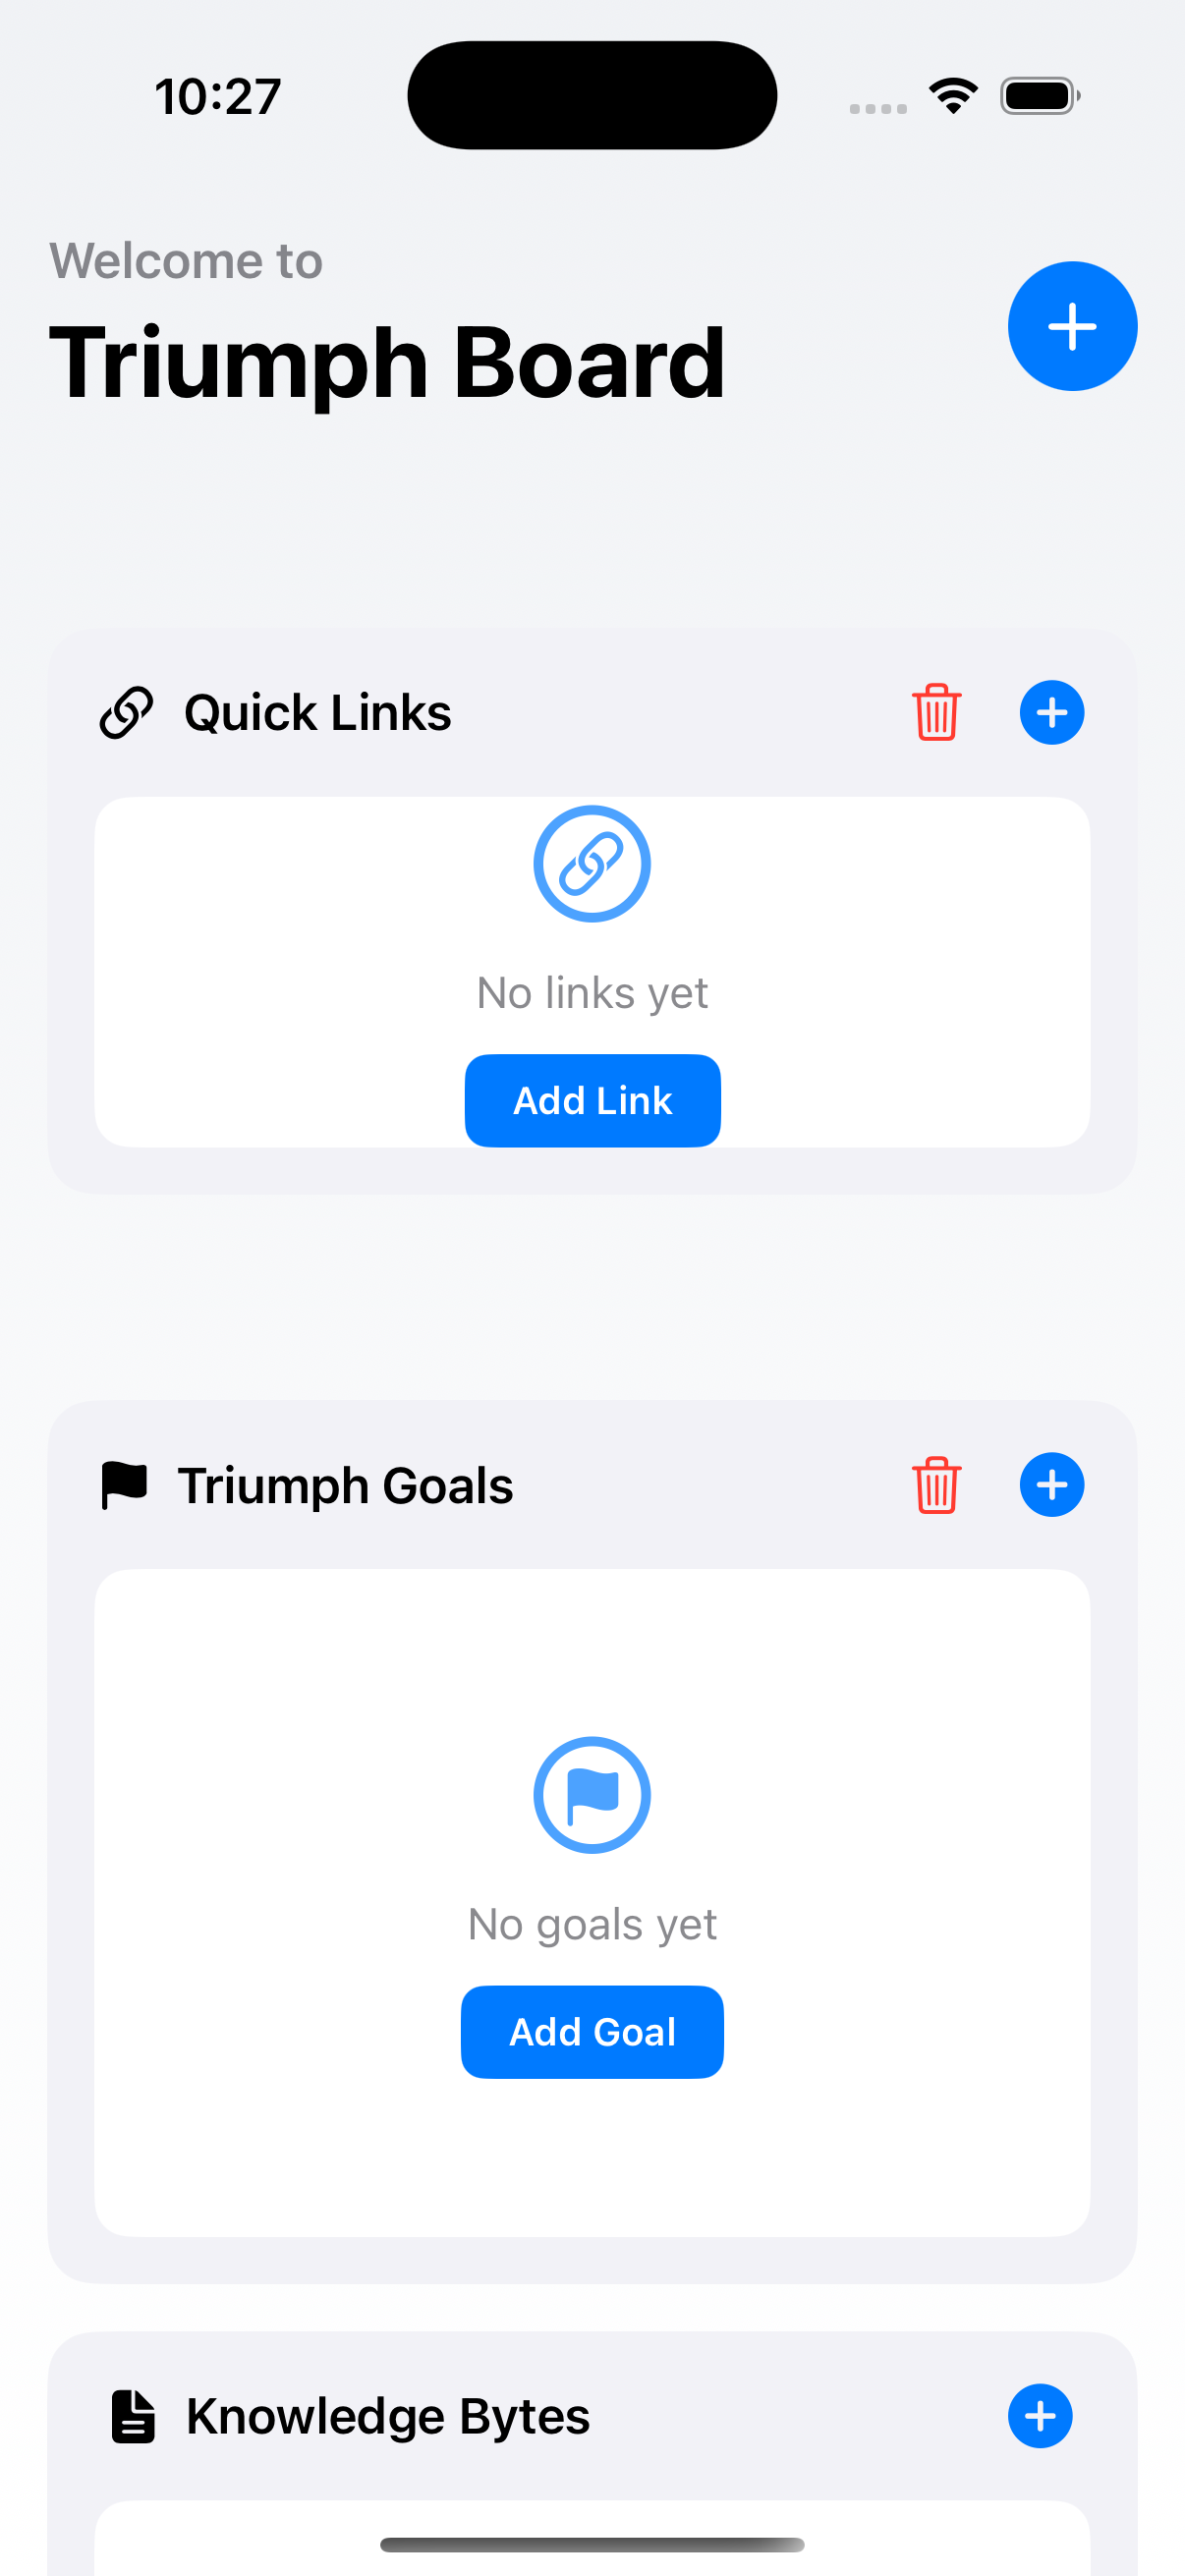 10:27
Welcome to
Triumph Board
Quick Links
No links yet
Add Link
Triumph Goals
No goals yet
Add Goal
Knowledge Bytes